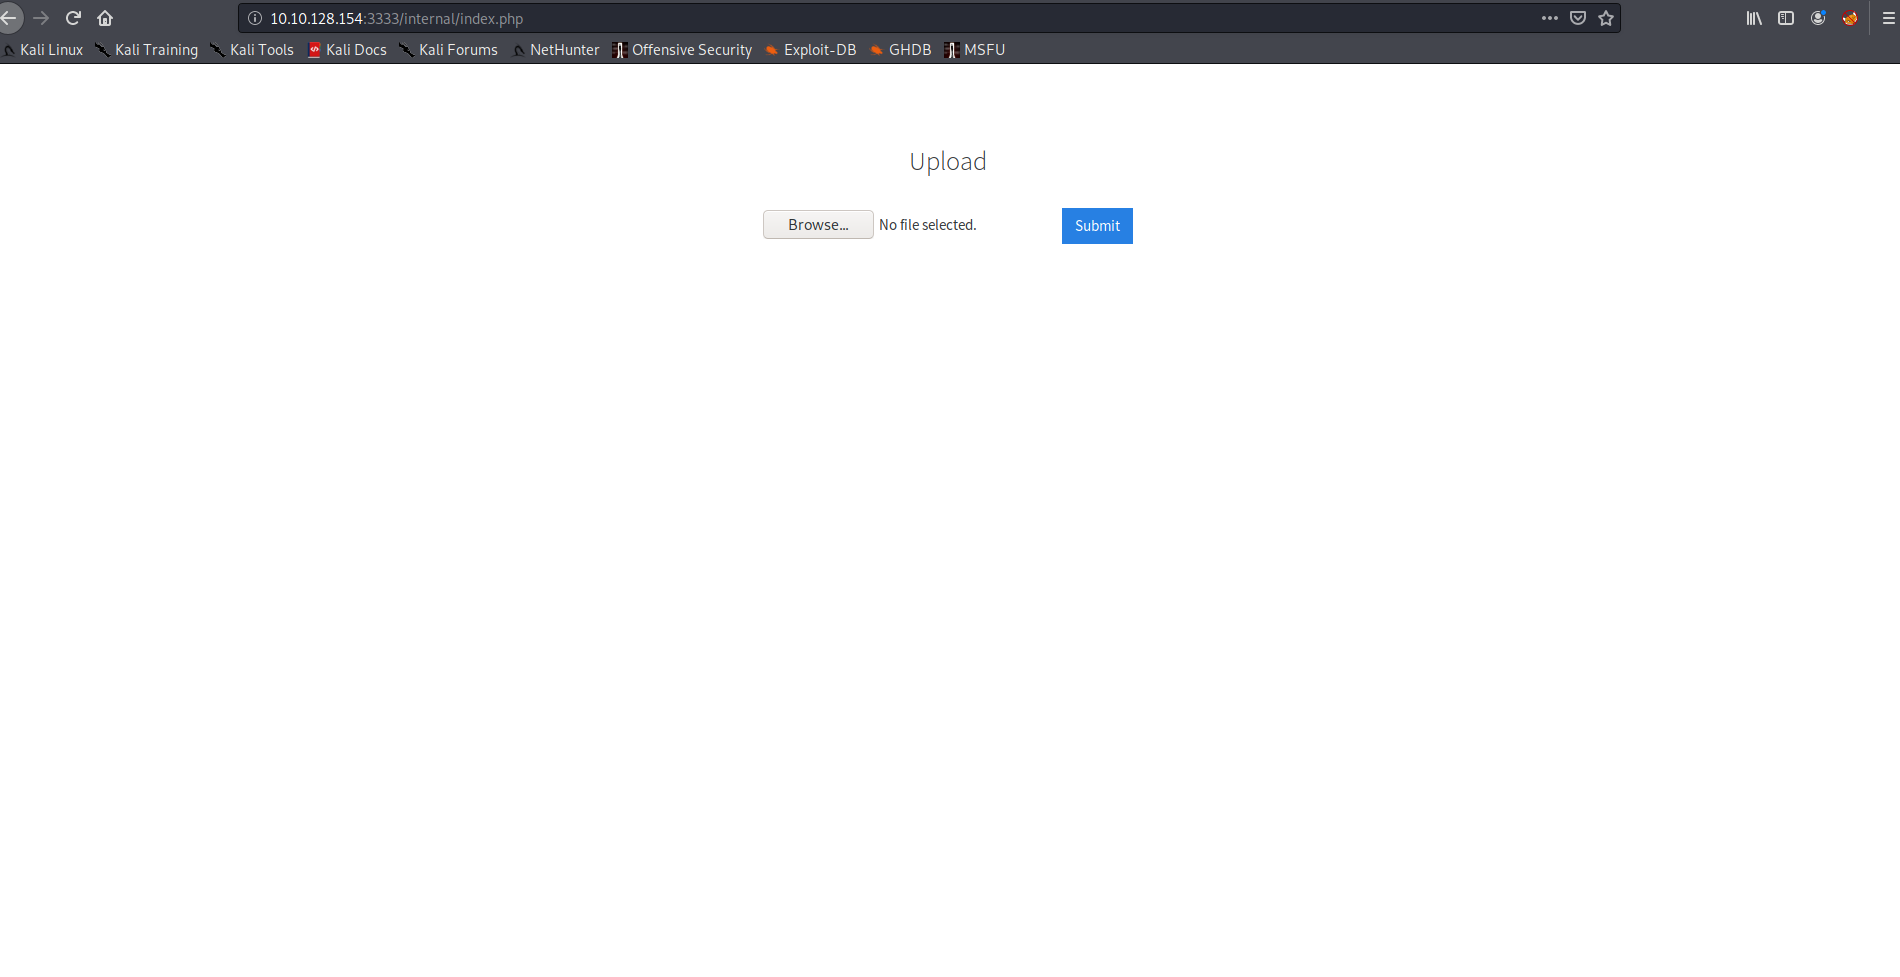 10.10.128.154:3333/internal/index.php
Kali Linux Kali Training Kali Tools Kali Docs Kali Forums NetHunter Offensive Security Exploit-DB GHDB MSFU
Upload
Browse... No file selected. Submit